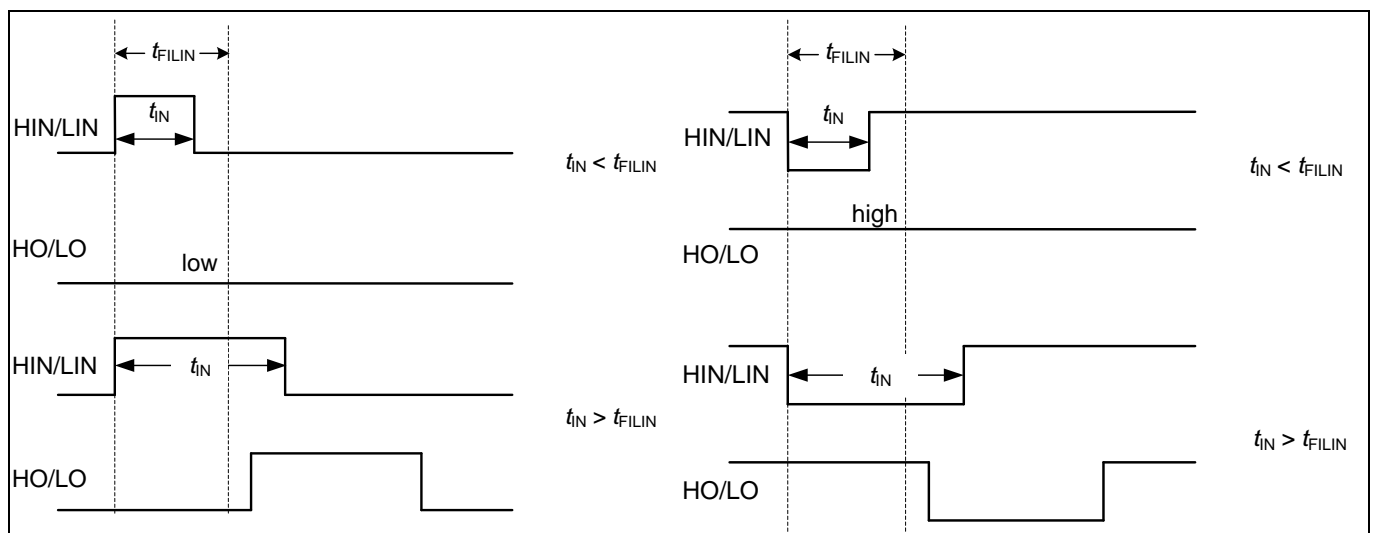 tFILIN
HIN/LIN
tIN
tIN < tFILIN
HO/LO
low
HIN/LIN
tIN
tIN > tFILIN
HO/LO
tFILIN
HIN/LIN
tIN
tIN < tFILIN
high
HO/LO
HIN/LIN
tIN
tIN > tFILIN
HO/LO